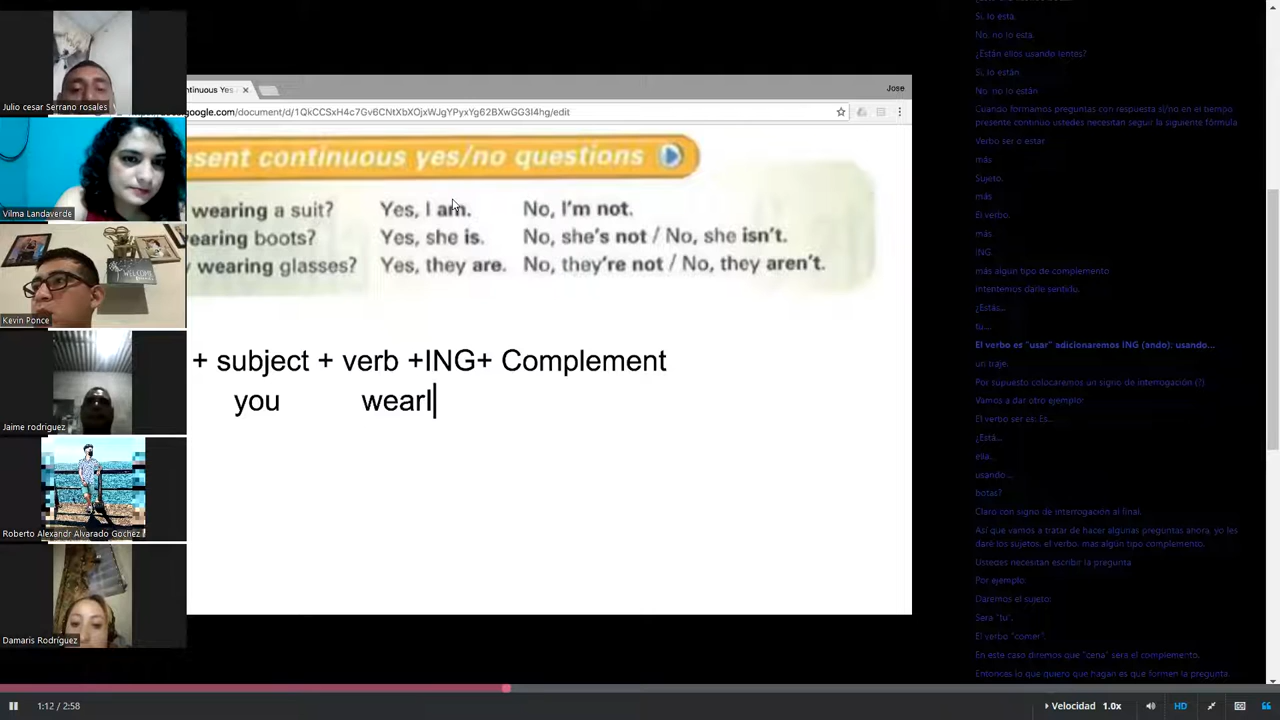 Julio cesar Serrano rosales
Vilma Landaverde
Kevin Ponce
Jaime rodriguez
Roberto Alexandr Alvarado Gochez
Damaris Rodríguez
ntinuous Yes
Jose
google.com/document/d/1QkCCSxH4c7Gv6CNtXbXOjxWJgYPyxYg62BXwGG3I4hg/edit
esent continuous yes/no questions
wearing a suit? Yes, I am. No, I'm not.
earing boots? Yes, she is. No, she's not / No, she isn't.
wearing glasses? Yes, they are. No, they're not / No, they aren't.
+ subject + verb +ING+ Complement
you wearI
Sí, lo está.
No, no lo está.
¿Están ellos usando lentes?
Sí, lo están.
No, no lo están
Cuando formamos preguntas con respuesta sí/no en el tiempo
presente continuo ustedes necesitan seguir la siguiente fórmula
Verbo ser o estar
más
Sujeto.
más
El verbo.
más
ING
más algún tipo de complemento
Intentemos darle sentido.
¿Estás...
tu....
El verbo es "usar" adicionaremos ING (ando); usando...
un traje.
Por supuesto colocaremos un signo de interrogación (?)
Vamos a dar otro ejemplo:
El verbo ser es: Es...
¿Está...
ella..
usando ...
botas?
Claro con signo de interrogación al final.
Así que vamos a tratar de hacer algunas preguntas ahora, yo les
daré los sujetos, el verbo, mas algún tipo complemento.
Ustedes necesitan escribir la pregunta
Por ejemplo:
Daremos el sujeto:
Sera "tu".
El verbo "comer".
En este caso diremos que "cena" será el complemento.
Entonces lo que quiero que hagan es que formen la pregunta.
1:12 / 2:58
Velocidad 1.0x
HD